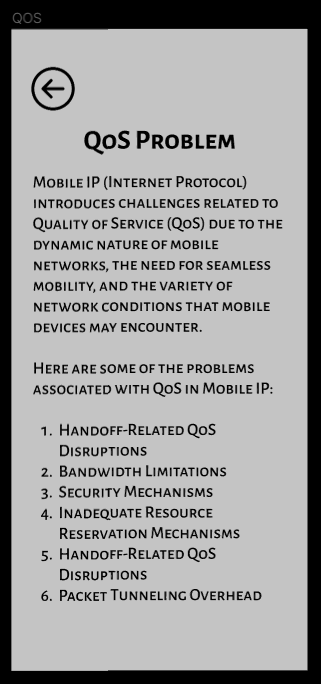 QOS
QoS Problem
Mobile IP (Internet Protocol)
introduces challenges related to
Quality of Service (QoS) due to the
dynamic nature of mobile
networks, the need for seamless
mobility, and the variety of
network conditions that mobile
devices may encounter.
Here are some of the problems
associated with QoS in Mobile IP:
1. Handoff-Related QoS
Disruptions
2. Bandwidth Limitations
3. Security Mechanisms
4. Inadequate Resource
Reservation Mechanisms
5. Handoff-Related QoS
Disruptions
6. Packet Tunneling Overhead